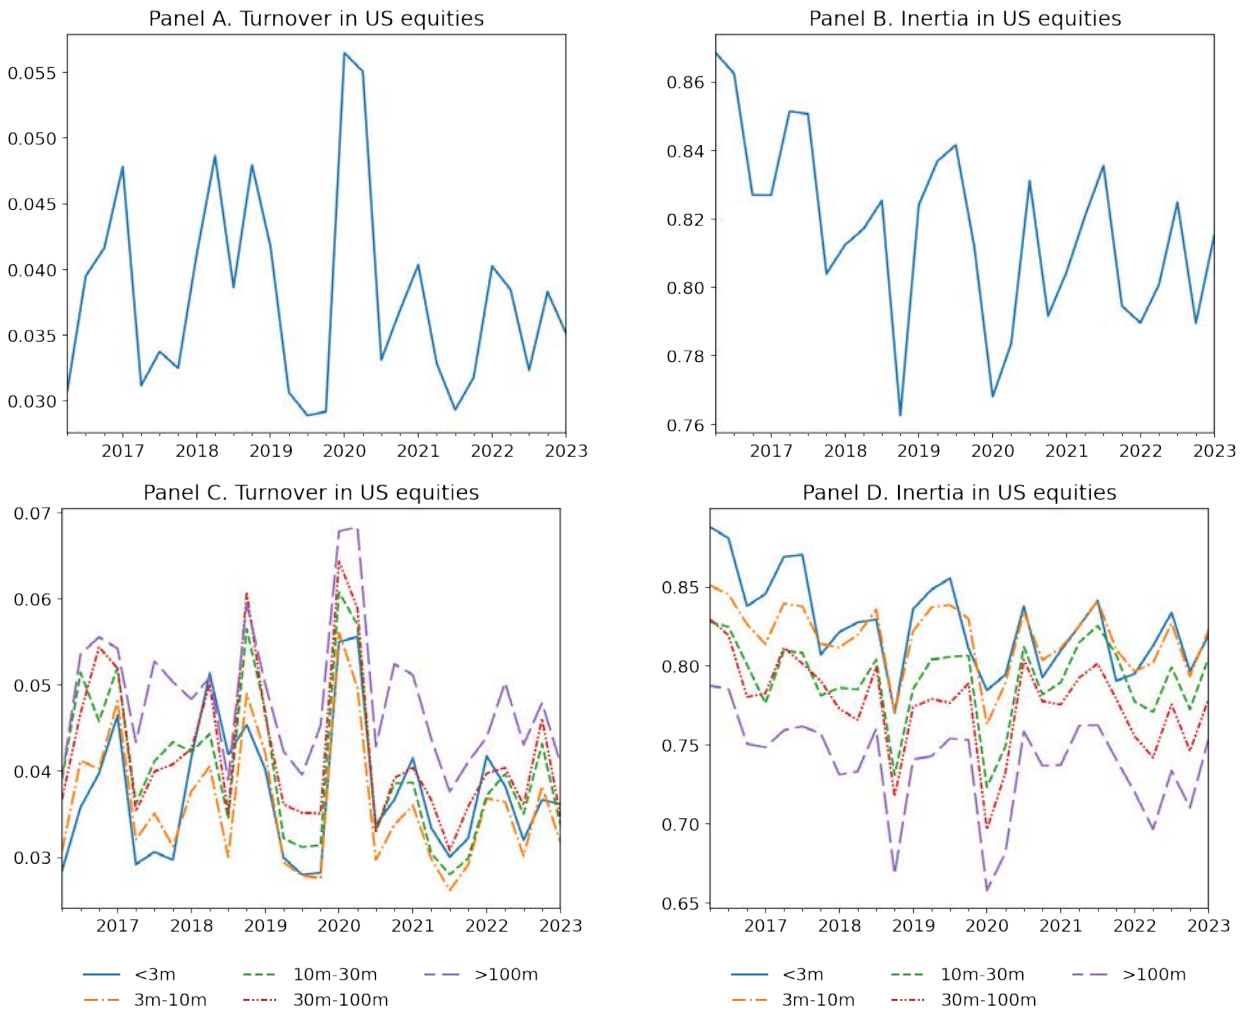 Panel A. Turnover in US equities
0.055
0.050
0.045
0.040
0.035
0.030
2017 2018 2019 2020 2021 2022 2023
Panel B. Inertia in US equities
0.86
0.84
0.82
0.80
0.78
0.76
2017 2018 2019 2020 2021 2022 2023
Panel C. Turnover in US equities
0.07
0.06
0.05
0.04
0.03
2017 2018 2019 2020 2021 2022 2023
<3m 10m-30m >100m
3m-10m 30m-100m
Panel D. Inertia in US equities
0.85
0.80
0.75
0.70
0.65
2017 2018 2019 2020 2021 2022 2023
<3m 10m-30m >100m
3m-10m 30m-100m